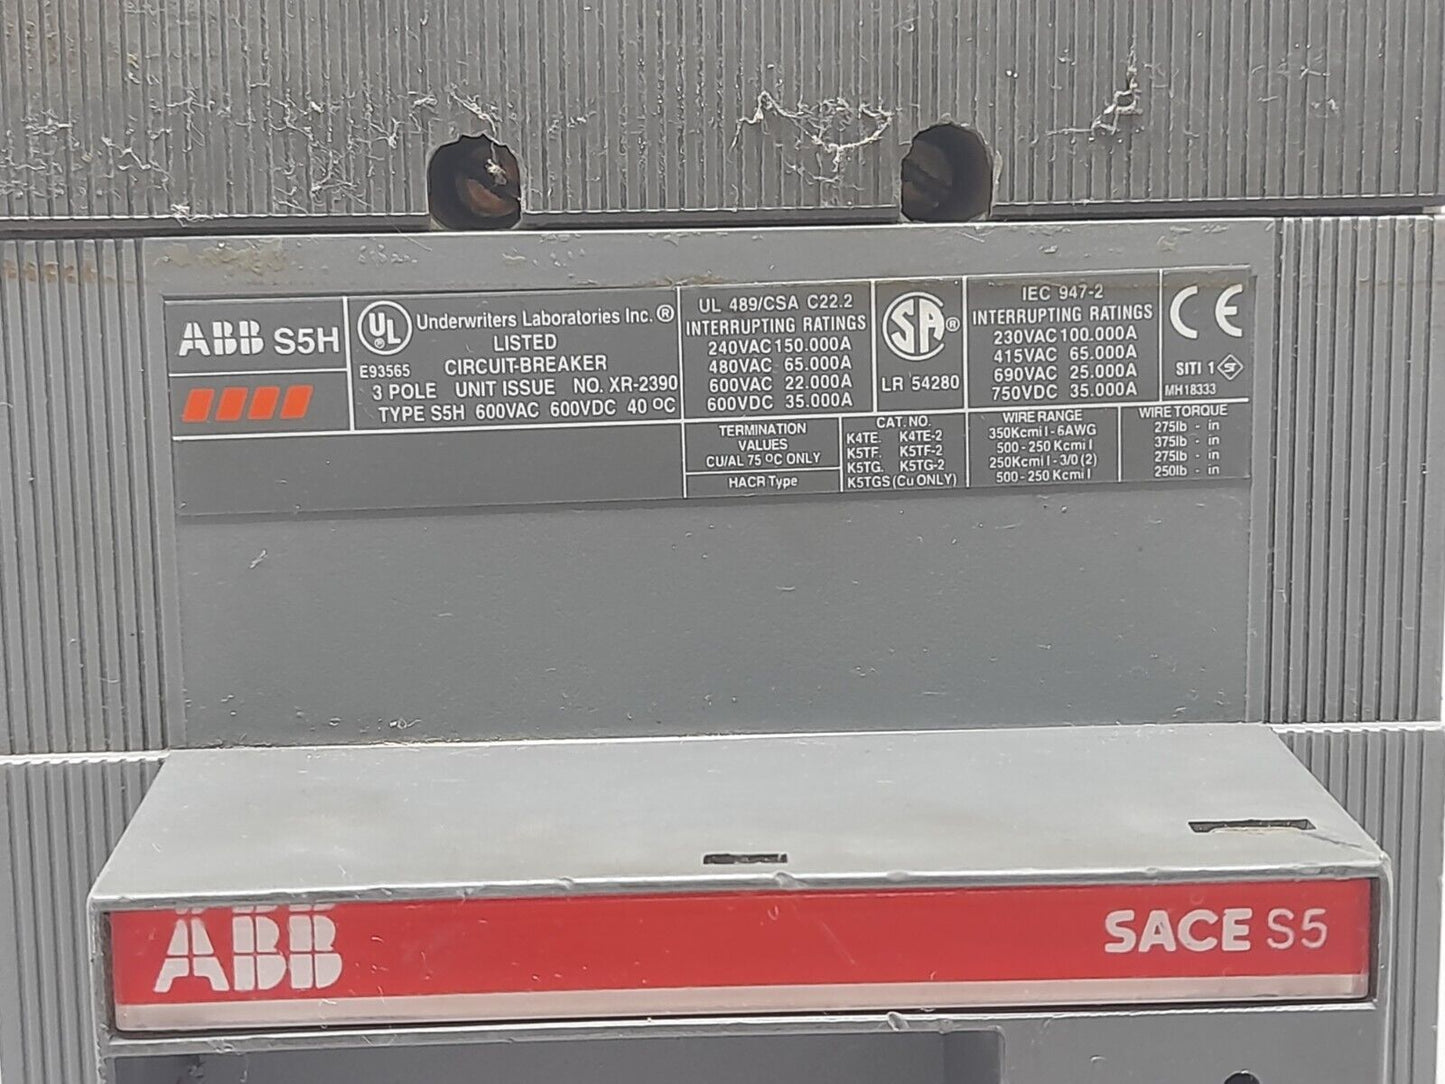 ABB S5H
UL ® Underwriters Laboratories Inc.®
LISTED
E93565 CIRCUIT-BREAKER
3 POLE UNIT ISSUE NO. XR-2390
TYPE S5H 600VAC 600VDC 40 ºC
UL 489/CSA C22.2
INTERRUPTING RATINGS
240VAC 150.000A
480VAC 65.000A
600VAC 22.000A
600VDC 35.000A
SA ®
LR 54280
IEC 947-2
INTERRUPTING RATINGS
230VAC 100.000A
415VAC 65.000A
690VAC 25.000A
750VDC 35.000A
CE
SITI 1 S
MH18333
TERMINATION
VALUES
CU/AL 75 ºC ONLY
HACR Type
CAT. NO.
K4TE. K4TE-2
K5TF. K5TF-2
K5TG. K5TG-2
K5TGS (Cu ONLY)
WIRE RANGE
350Kcmil - 6AWG
500 - 250 Kcmil
250Kcmil - 3/0 (2)
500 - 250 Kcmil
WIRE TORQUE
275lb - in
375lb - in
275lb - in
250lb - in
ABB
SACE S5